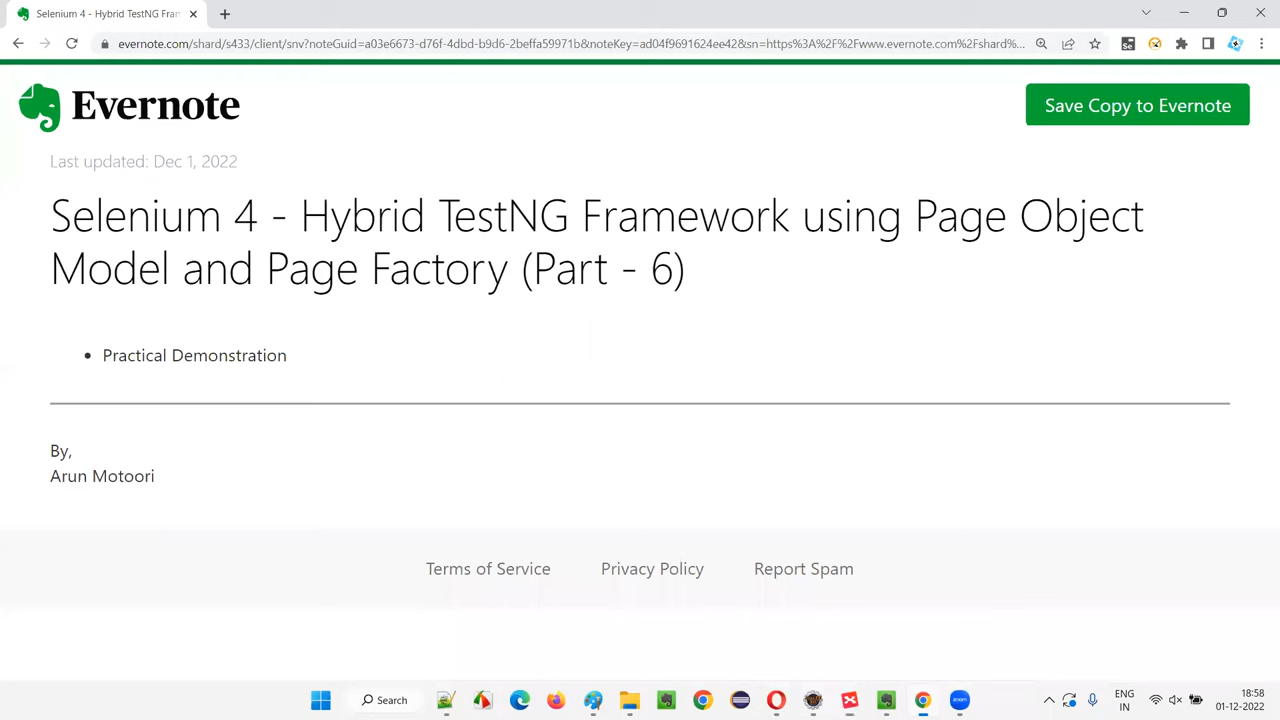 Selenium 4 - Hybrid TestNG Fram
evernote.com/shard/s433/client/snv?noteGuid=a03e6673-df6f-4dbd-b9d6-2beffa59971b&noteKey=ad04f9691624ee42&sn=https%3A%2F%2Fwww.evernote.com%2Fshard%...
Evernote
Save Copy to Evernote
Last updated: Dec 1, 2022
Selenium 4 - Hybrid TestNG Framework using Page Object
Model and Page Factory (Part - 6)
• Practical Demonstration
By,
Arun Motoori
Terms of Service
Privacy Policy
Report Spam
Search
ENG
IN
18:58
01-12-2022